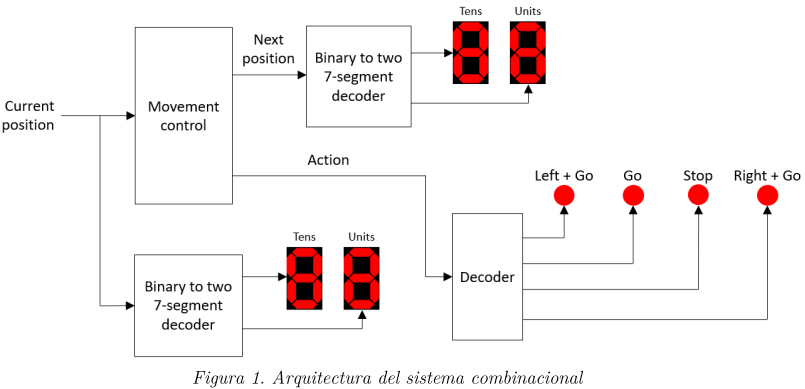 Tens
Units
Next
position
Binary to two
7-segment
decoder
Current
position
Movement
control
Action
Left + Go
Go
Stop
Right + Go
Tens
Units
Binary to two
7-segment
decoder
Decoder
Figura 1. Arquitectura del sistema combinacional